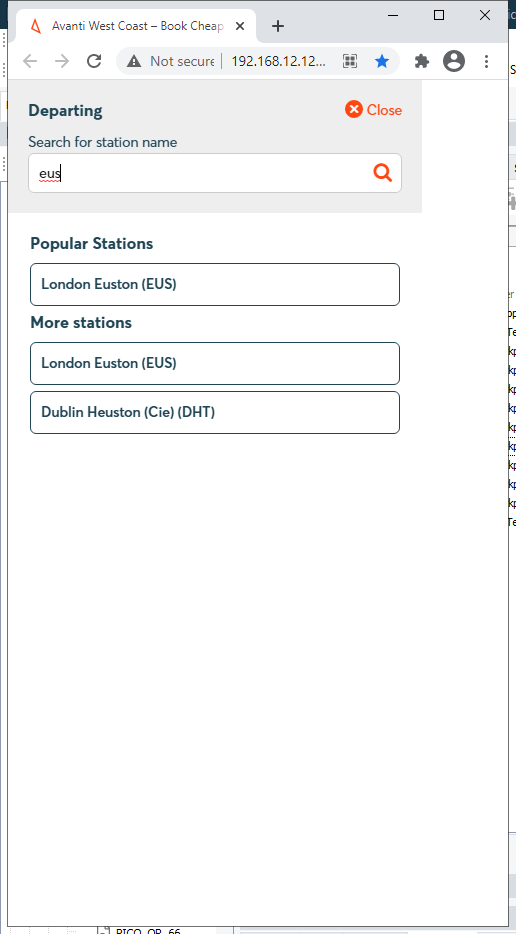 Avanti West Coast – Book Cheap
Not secure
192.168.12.12...
Departing
Close
Search for station name
eus
Popular Stations
London Euston (EUS)
More stations
London Euston (EUS)
Dublin Heuston (Cie) (DHT)